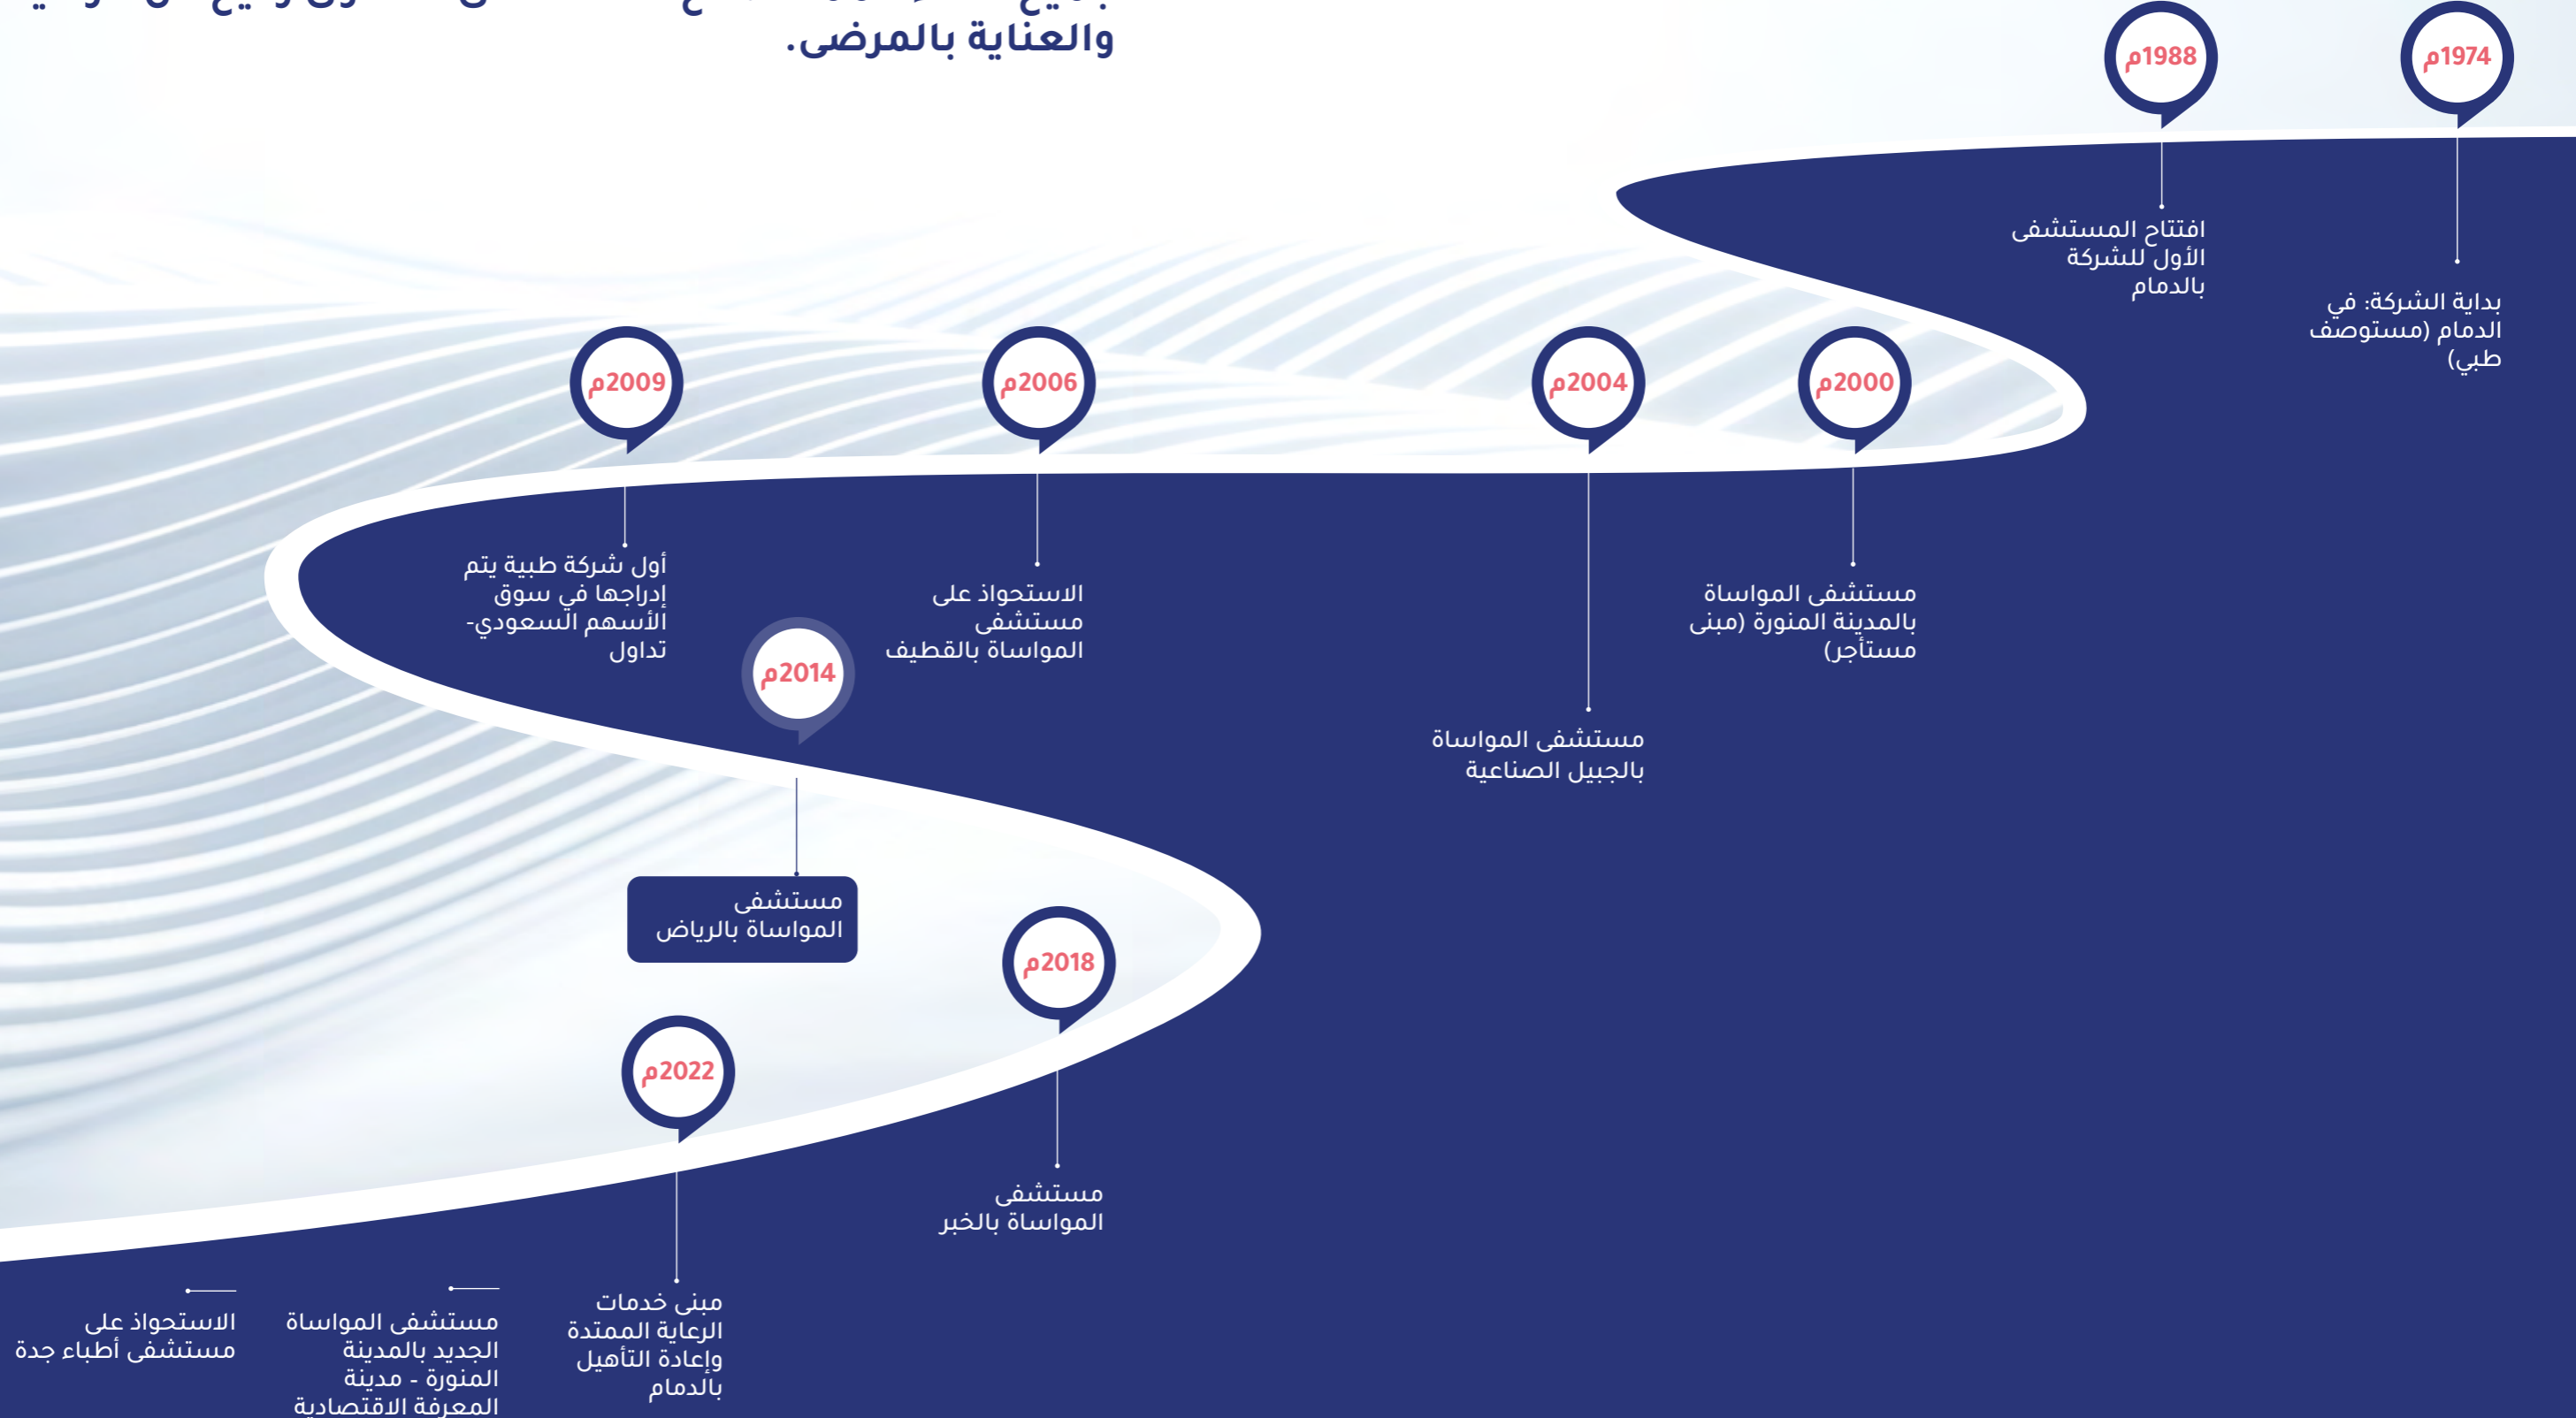 والعناية بالمرضى.
1974م
بداية الشركة: في
الدمام (مستوصف
طبي)
1988م
افتتاح المستشفى
الأول للشركة
بالدمام
2000م
مستشفى المواساة
بالمدينة المنورة (مبنى
مستأجر)
2004م
مستشفى المواساة
بالجبيل الصناعية
2006م
الاستحواذ على
مستشفى
المواساة بالقطيف
2009م
أول شركة طبية يتم
إدراجها في سوق
الأسهم السعودي-
تداول
2014م
مستشفى
المواساة بالرياض
2018م
مستشفى
المواساة بالخبر
2022م
مبنى خدمات
الرعاية الممتدة
وإعادة التأهيل
بالدمام
مستشفى المواساة
الجديد بالمدينة
المنورة - مدينة
المعرفة الاقتصادية
الاستحواذ على
مستشفى أطباء جدة